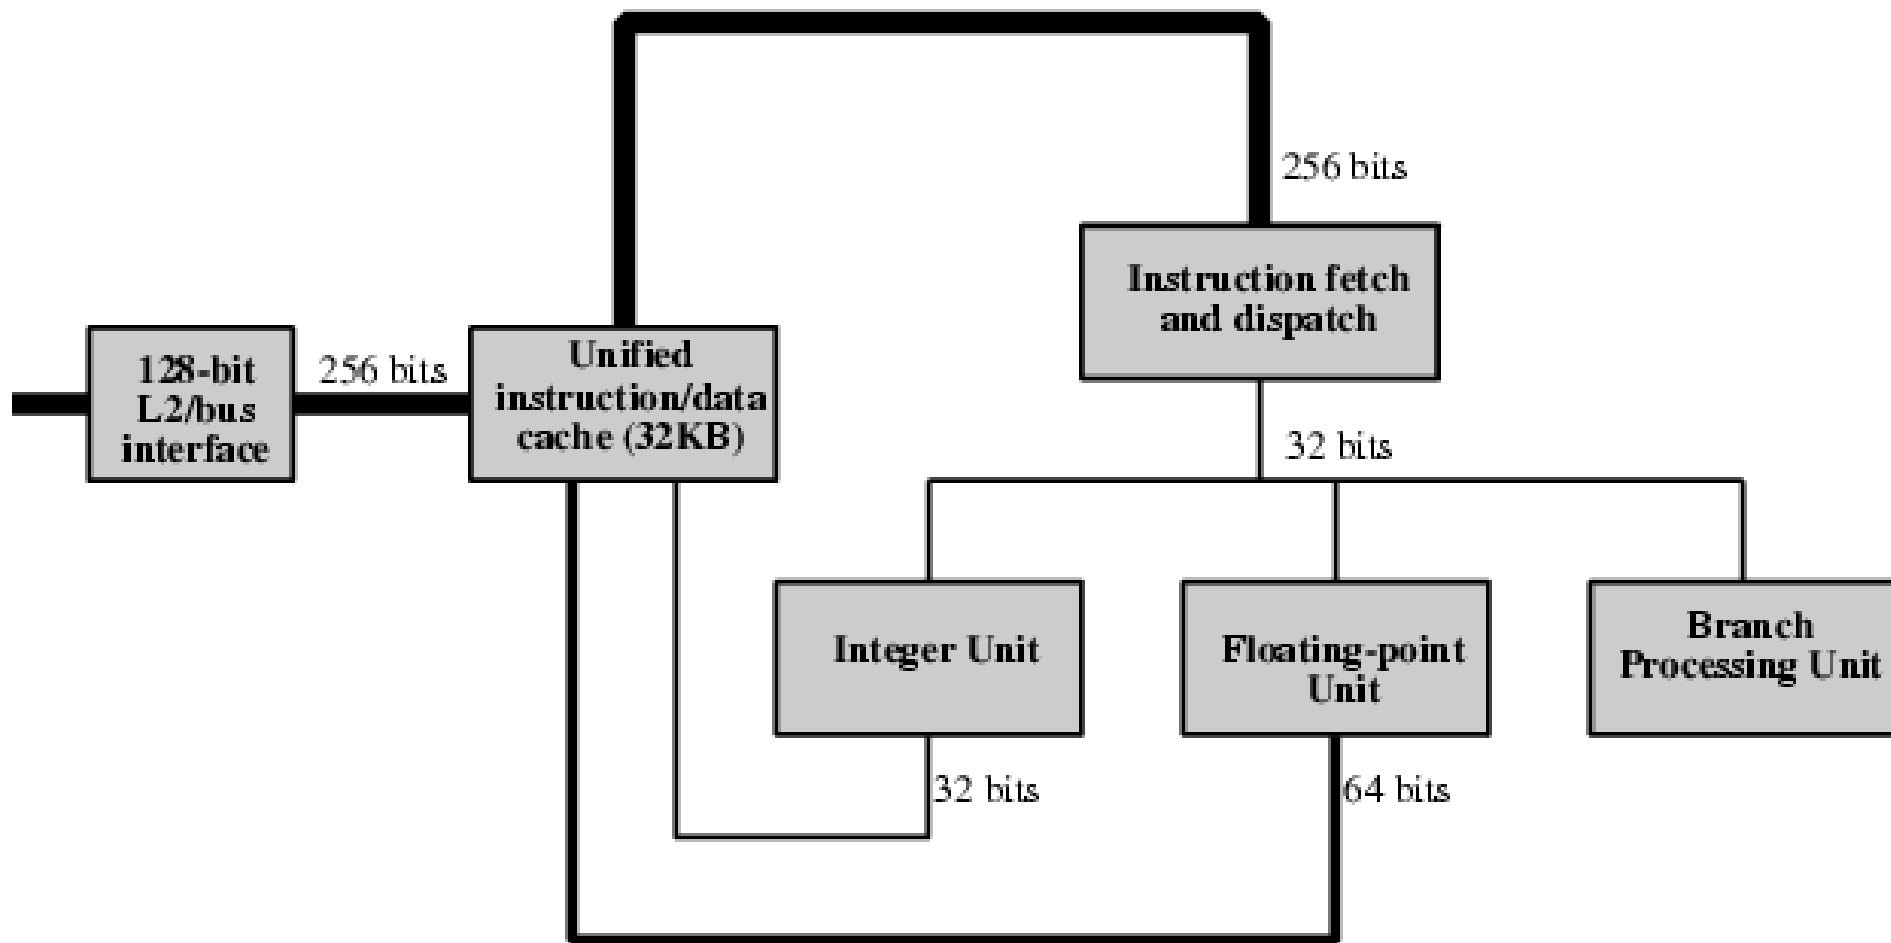 256 bits
Instruction fetch
and dispatch
128-bit
L2/bus
interface
256 bits
Unified
instruction/data
cache (32KB)
32 bits
Integer Unit
Floating-point
Unit
Branch
Processing Unit
32 bits
64 bits